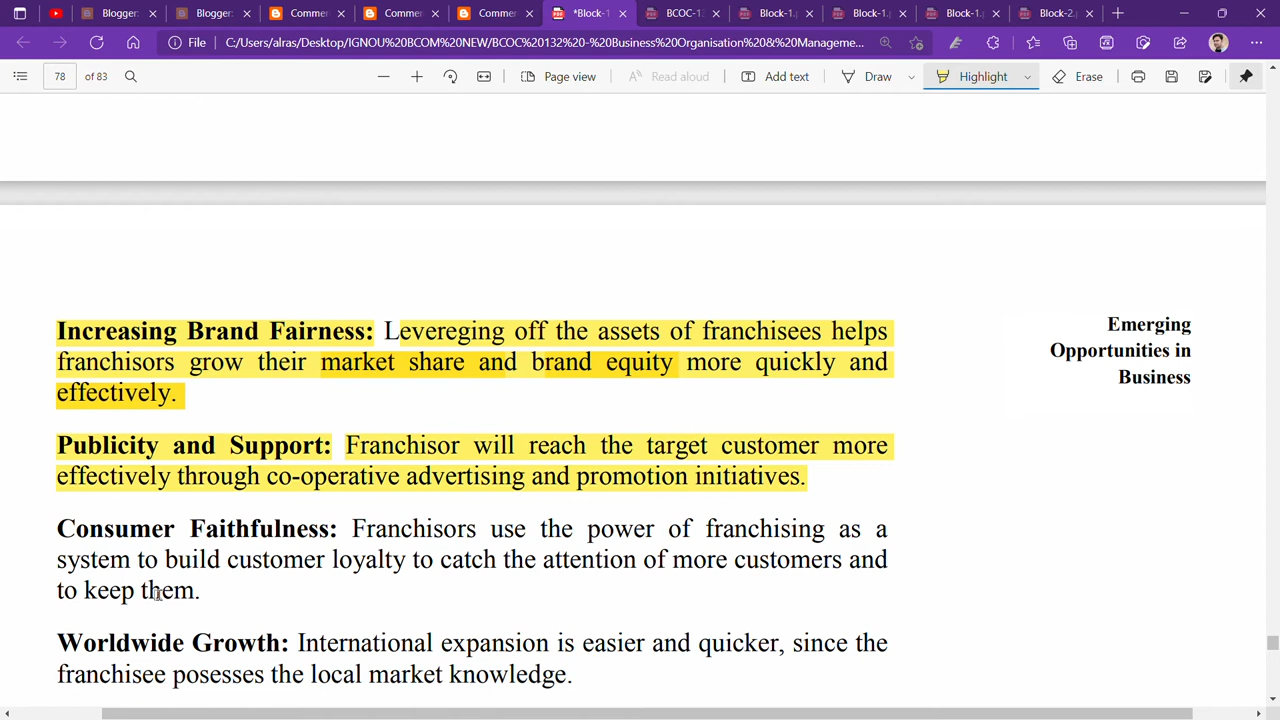 Blogger:
Blogger:
Comme
Comme
Comme
*Block-1
BCOC-1
Block-1.
Block-1.
Block-1.
Block-2.
File
C:/Users/alras/Desktop/IGNOU%20BCOM%20NEW/BCOC%20132%20-%20Business%20Organisation%20&%20Manageme...
78 of 83
Page view
Read aloud
Add text
Draw
Highlight
Erase
Increasing Brand Fairness: Levereging off the assets of franchisees helps
franchisors grow their market share and brand equity more quickly and
effectively.
Emerging
Opportunities in
Business
Publicity and Support: Franchisor will reach the target customer more
effectively through co-operative advertising and promotion initiatives.
Consumer Faithfulness: Franchisors use the power of franchising as a
system to build customer loyalty to catch the attention of more customers and
to keep them.
Worldwide Growth: International expansion is easier and quicker, since the
franchisee posesses the local market knowledge.